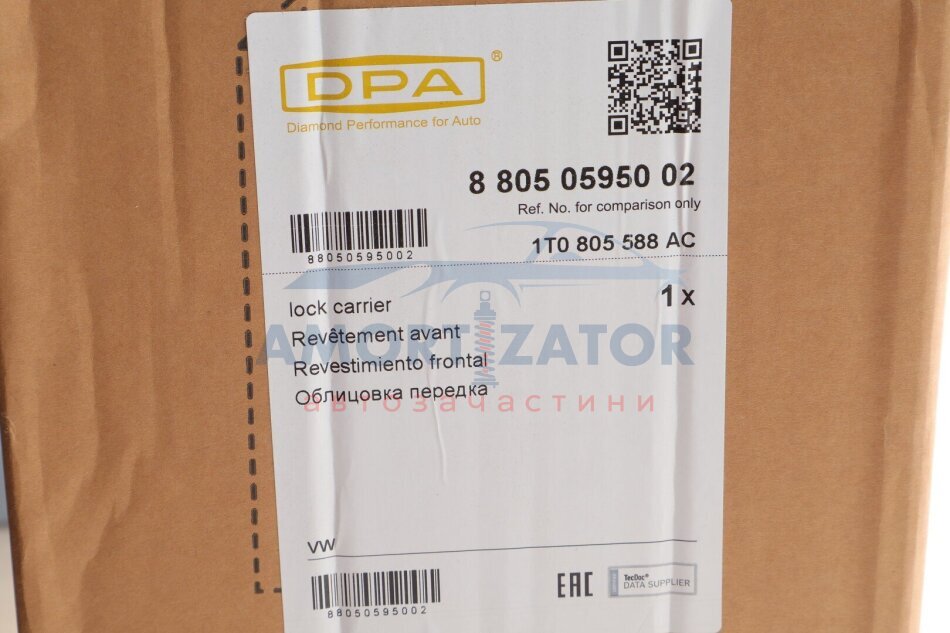 DPA®
Diamond Performance for Auto
8 805 05950 02
Ref. No. for comparison only
88050595002
1T0 805 588 AC
lock carrier
1 x
Revêtement avant
AMORTIZATOR
Revestimiento frontal
Облицовка передка
автозачастини
VW
88050595002
EAC
TecDoc®
DATA SUPPLIER